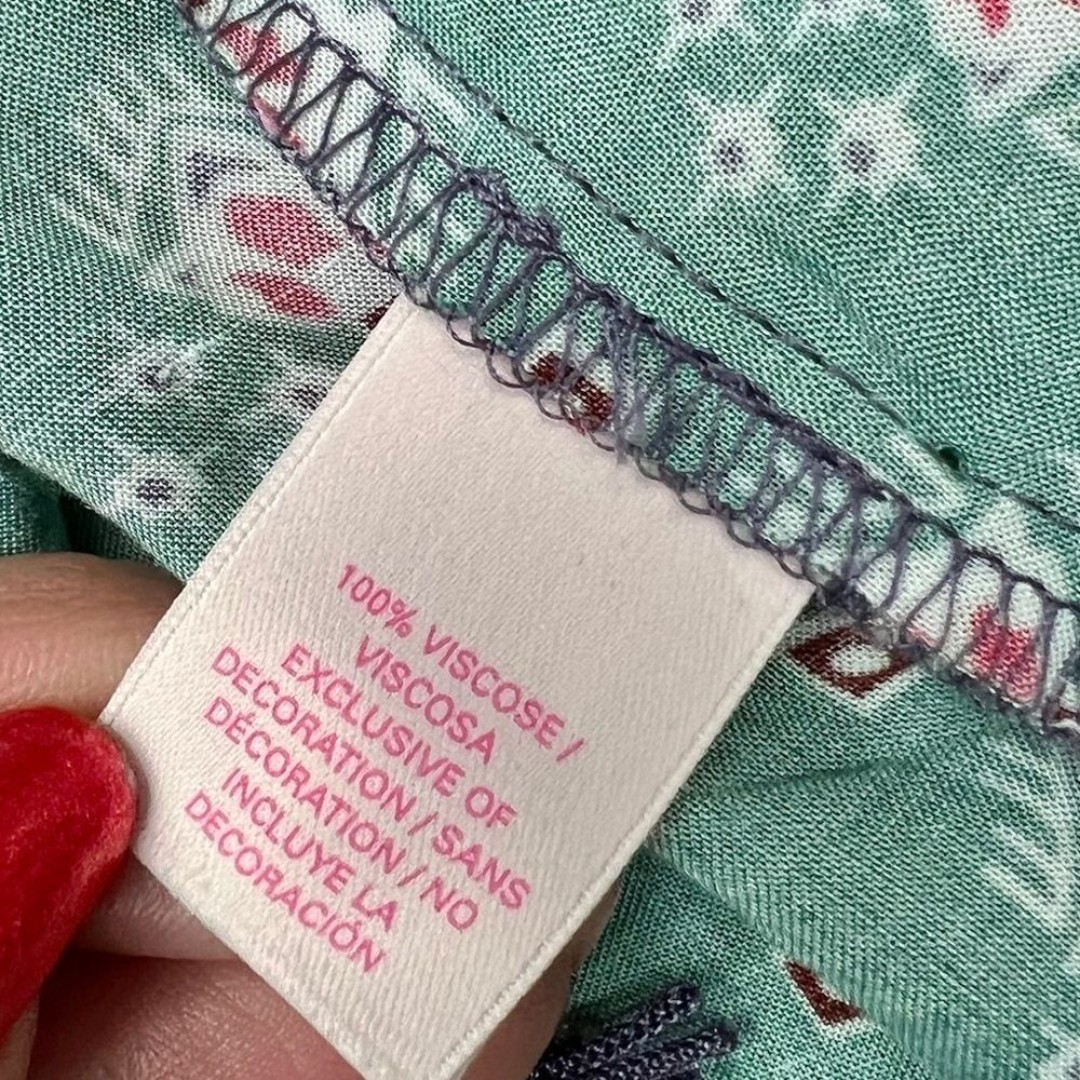 100% VISCOSE /
VISCOSA
EXCLUSIVE OF
DECORATION / SANS
DÉCORATION / NO
INCLUYE LA
DECORACIÓN